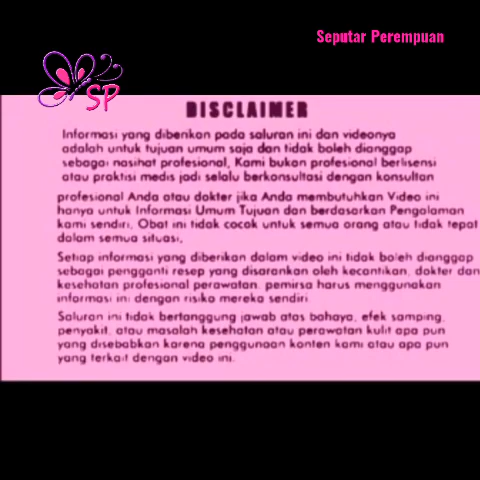 Seputar Perempuan
SP
DISCLAIMER
Informasi yang diberikan pada saluran ini dan videonya
adalah untuk tujuan umum saja dan tidak boleh dianggap
sebagai nasihat profesional, Kami bukan profesional berlisensi
atau praktisi medis jadi selalu berkonsultasi dengan konsultan
profesional Anda atau dokter jika Anda membutuhkan Video ini
hanya untuk Informasi Umum Tujuan dan berdasarkan Pengalaman
kami sendiri, Obat ini tidak cocok untuk semua orang atau tidak tepat
dalam semua situasi,
Setiap informasi yang diberikan dalam video ini tidak boleh dianggap
sebagai pengganti resep yang disarankan oleh kecantikan, dokter dan
kesehatan profesional perawatan. pemirsa harus menggunakan
informasi ini dengan risiko mereka sendiri.
Saluran ini tidak bertanggung jawab atas bahaya, efek samping,
penyakit, atau masalah kesehatan atau perawatan kulit apa pun
yang disebabkan karena penggunaan konten kami atau apa pun
yang terkait dengan video ini.